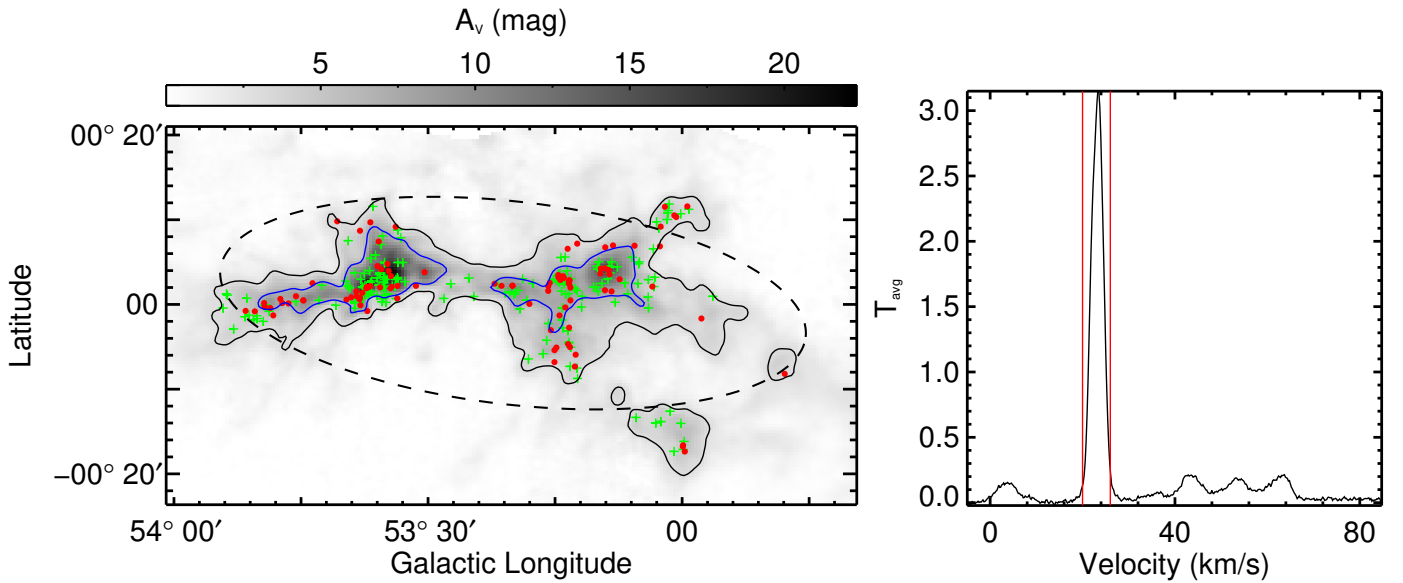 Aᵥ (mag)
5 10 15 20
00° 20′
00
−00° 20′
Latitude
54° 00′ 53° 30′ 00
Galactic Longitude
3.0
2.5
2.0
1.5
1.0
0.5
0.0
T_avg
0 40 80
Velocity (km/s)